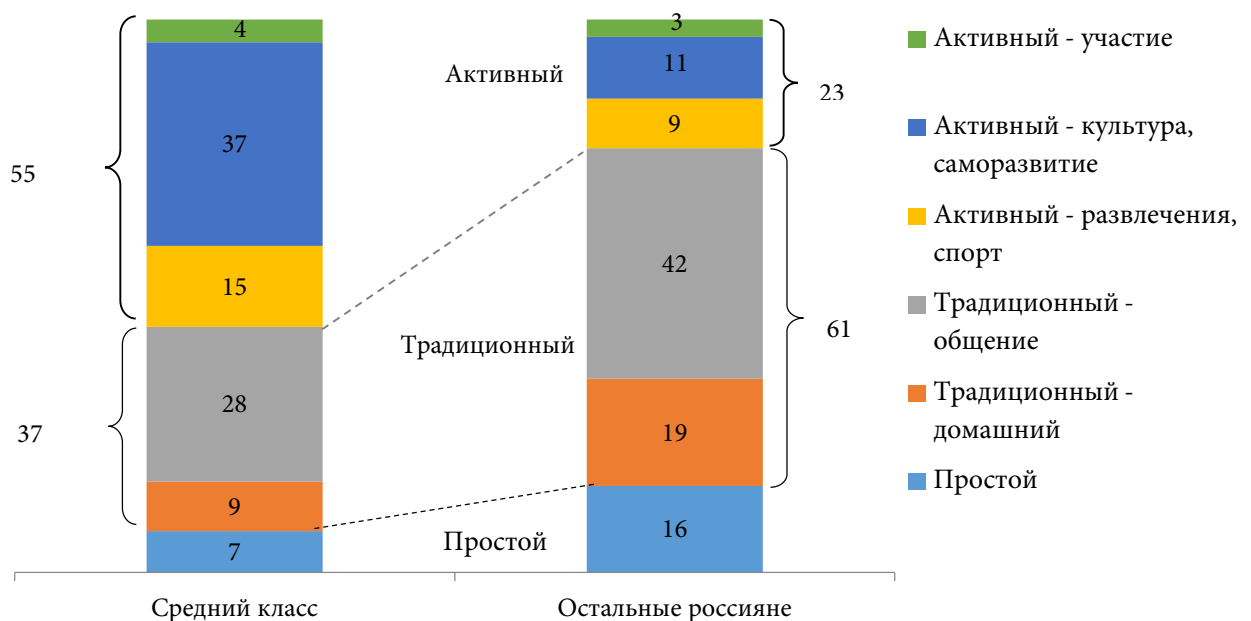 4
37
15
28
9
7
55
37
Средний класс
Активный
Традиционный
Простой
3
11
9
42
19
16
23
61
Остальные россияне
Активный - участие
Активный - культура,
саморазвитие
Активный - развлечения,
спорт
Традиционный -
общение
Традиционный -
домашний
Простой